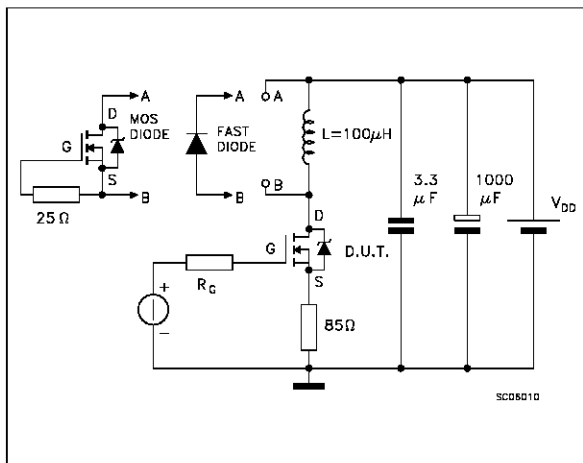 A
D MOS
DIODE
G
S
B
25 Ω
A
FAST
DIODE
B
A
B
L=100μH
D
G
S
D.U.T.
3.3
μF
1000
μF
V_DD
+
-
R_G
85Ω
SC06010